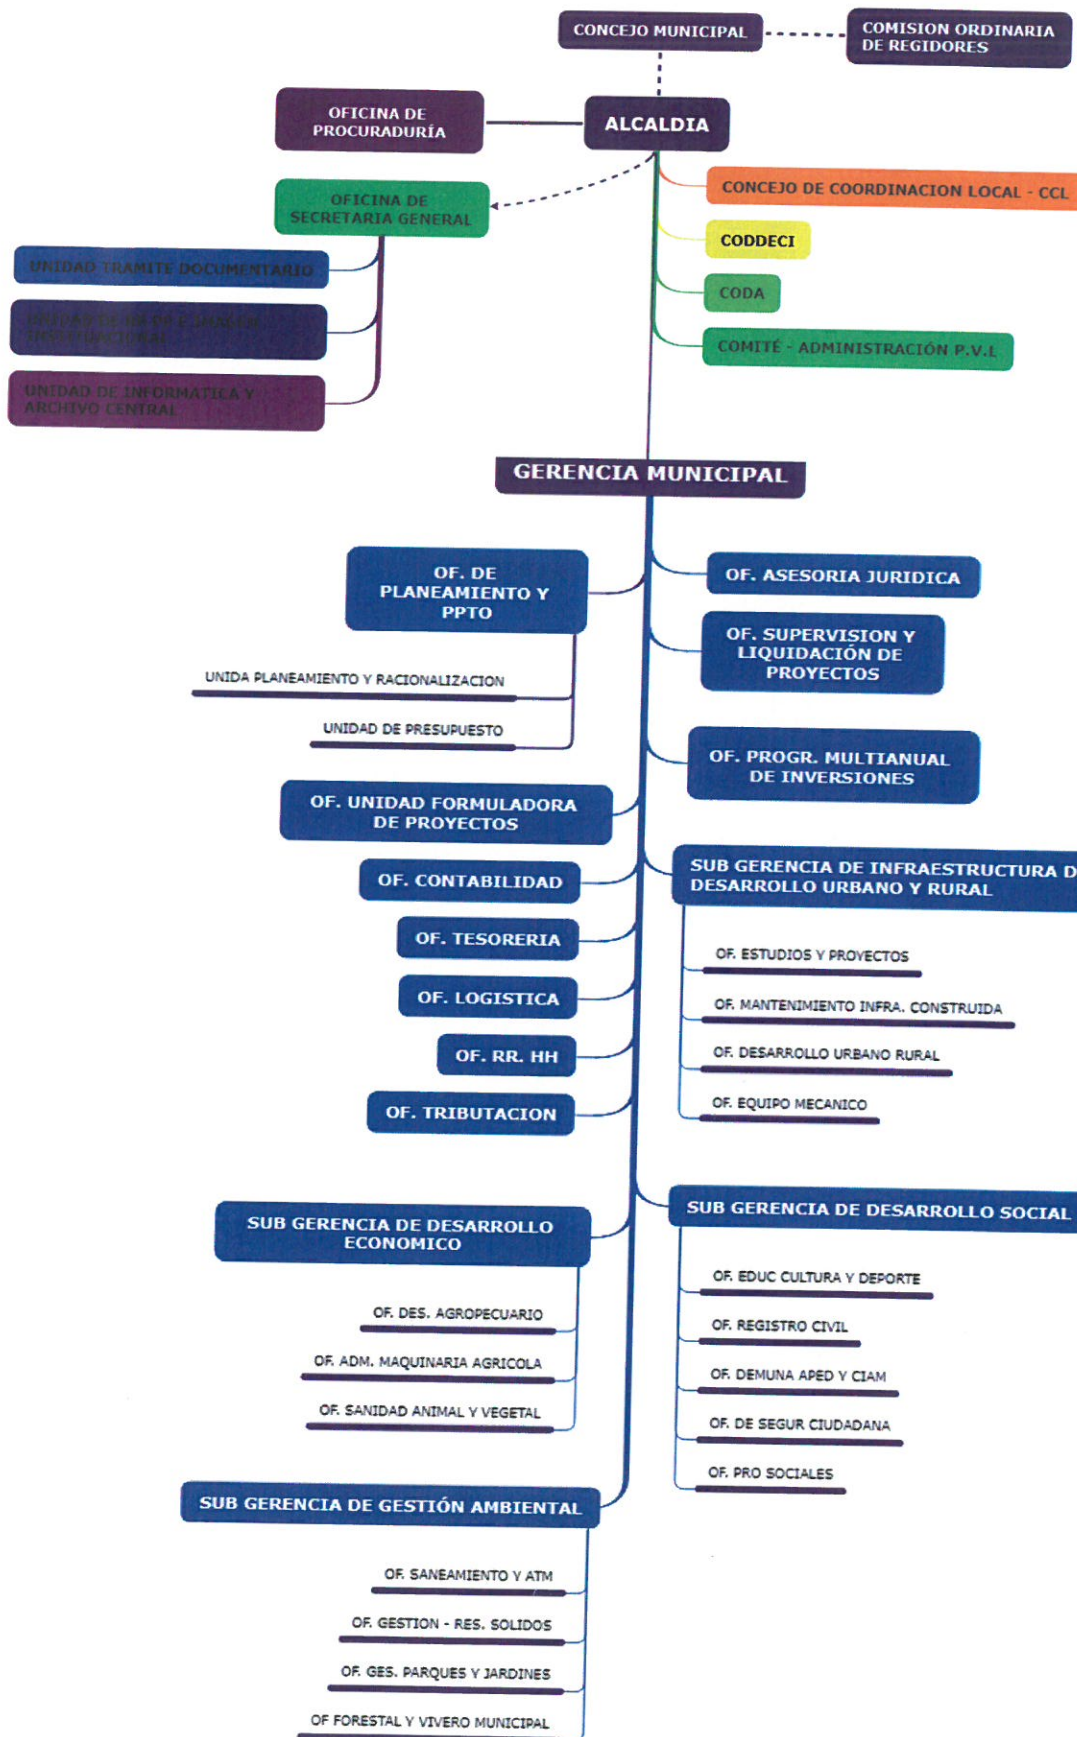 CONCEJO MUNICIPAL
COMISION ORDINARIA
DE REGIDORES
OFICINA DE
PROCURADURÍA
ALCALDIA
OFICINA DE
SECRETARIA GENERAL
CONCEJO DE COORDINACION LOCAL - CCL
CODDECI
CODA
COMITÉ - ADMINISTRACIÓN P.V.L
UNIDAD TRAMITE DOCUMENTARIO
UNIDAD DE INFORMATICA Y
ARCHIVO CENTRAL
GERENCIA MUNICIPAL
OF. DE
PLANEAMIENTO Y
PPTO
UNIDA PLANEAMIENTO Y RACIONALIZACION
UNIDAD DE PRESUPUESTO
OF. ASESORIA JURIDICA
OF. SUPERVISION Y
LIQUIDACIÓN DE
PROYECTOS
OF. PROGR. MULTIANUAL
DE INVERSIONES
OF. UNIDAD FORMULADORA
DE PROYECTOS
OF. CONTABILIDAD
OF. TESORERIA
OF. LOGISTICA
OF. RR. HH
OF. TRIBUTACION
SUB GERENCIA DE INFRAESTRUCTURA D
DESARROLLO URBANO Y RURAL
OF. ESTUDIOS Y PROYECTOS
OF. MANTENIMIENTO INFRA. CONSTRUIDA
OF. DESARROLLO URBANO RURAL
OF. EQUIPO MECANICO
SUB GERENCIA DE DESARROLLO
ECONOMICO
OF. DES. AGROPECUARIO
OF. ADM. MAQUINARIA AGRICOLA
OF. SANIDAD ANIMAL Y VEGETAL
SUB GERENCIA DE DESARROLLO SOCIAL
OF. EDUC CULTURA Y DEPORTE
OF. REGISTRO CIVIL
OF. DEMUNA APED Y CIAM
OF. DE SEGUR CIUDADANA
OF. PRO SOCIALES
SUB GERENCIA DE GESTIÓN AMBIENTAL
OF. SANEAMIENTO Y ATM
OF. GESTION - RES. SOLIDOS
OF. GES. PARQUES Y JARDINES
OF FORESTAL Y VIVERO MUNICIPAL